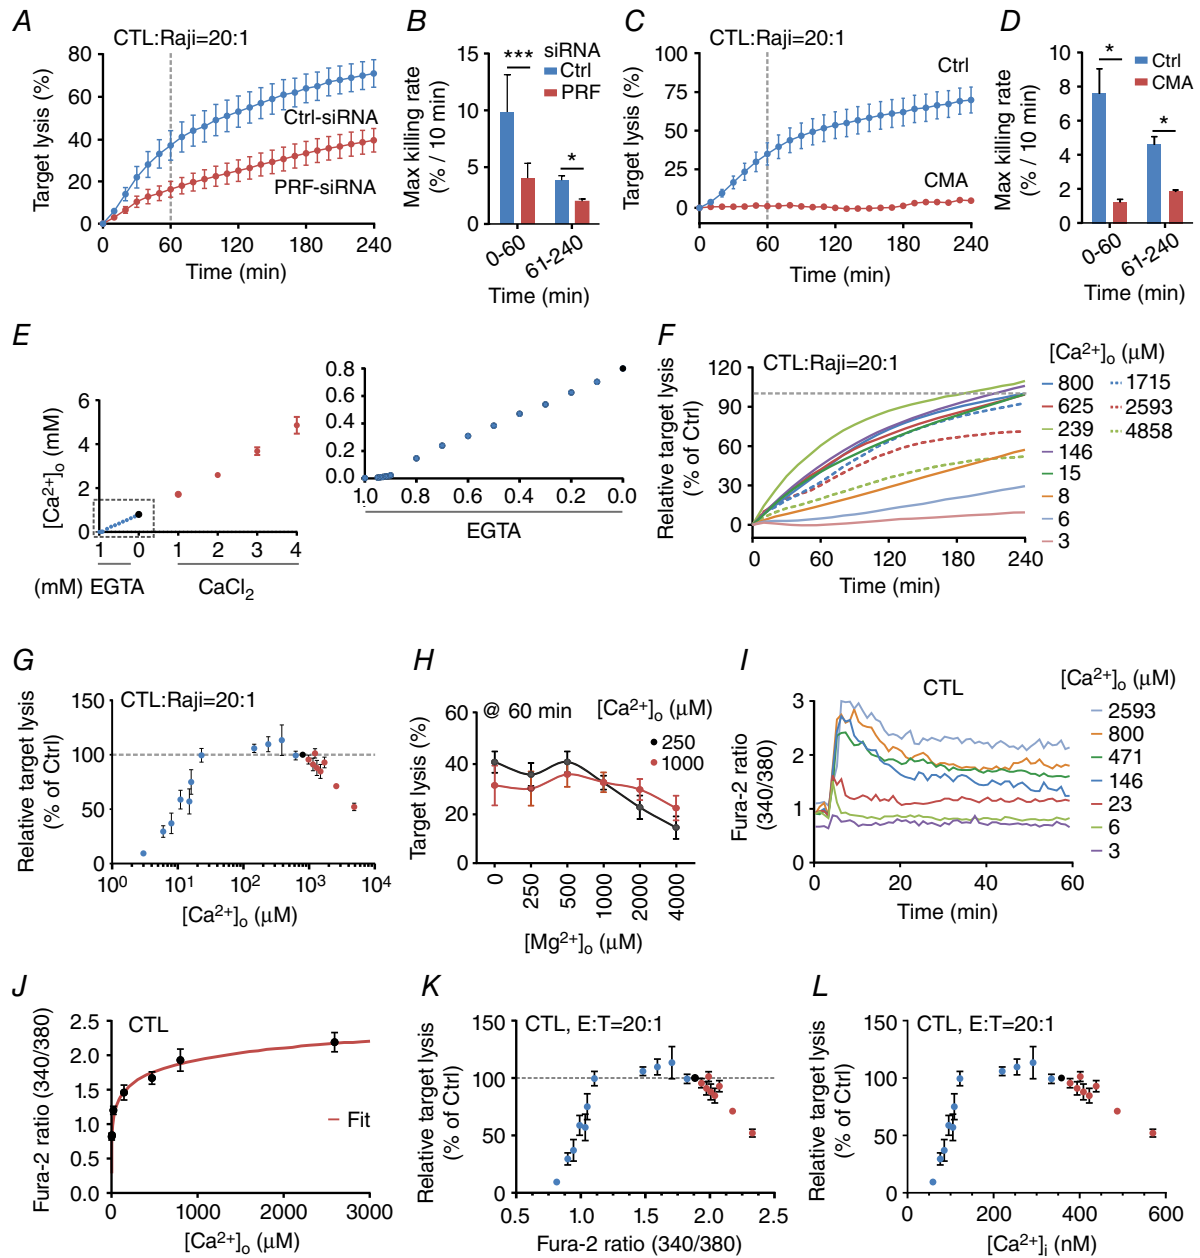 A
CTL:Raji=20:1
Target lysis (%)
80
60
40
20
0
Ctrl-siRNA
PRF-siRNA
0 60 120 180 240
Time (min)
B
Max killing rate
(% / 10 min)
15
10
5
0
***
*
siRNA
Ctrl
PRF
0-60
61-240
Time (min)
C
CTL:Raji=20:1
Target lysis (%)
100
75
50
25
0
Ctrl
CMA
0 60 120 180 240
Time (min)
D
Max killing rate
(% / 10 min)
10
8
6
4
2
0
*
*
Ctrl
CMA
0-60
61-240
Time (min)
E
[Ca2+]o (mM)
6
4
2
0
1 0 1 2 3 4
(mM) EGTA CaCl2
0.8
0.6
0.4
0.2
0.0
1.0 0.8 0.6 0.4 0.2 0.0
EGTA
F
CTL:Raji=20:1
Relative target lysis
(% of Ctrl)
120
90
60
30
0
0 60 120 180 240
Time (min)
[Ca2+]o (µM)
800 1715
625 2593
239 4858
146
15
8
6
3
G
CTL:Raji=20:1
Relative target lysis
(% of Ctrl)
150
100
50
0
10⁰ 10¹ 10² 10³ 10⁴
[Ca2+]o (µM)
H
@ 60 min
[Ca2+]o (µM)
250
1000
Target lysis (%)
60
40
20
0
0 250 500 1000 2000 4000
[Mg2+]o (µM)
I
CTL
Fura-2 ratio
(340/380)
3
2
1
0
0 20 40 60
Time (min)
[Ca2+]o (µM)
2593
800
471
146
23
6
3
J
CTL
Fura-2 ratio (340/380)
2.5
2.0
1.5
1.0
0.5
0.0
Fit
0 1000 2000 3000
[Ca2+]o (µM)
K
CTL, E:T=20:1
Relative target lysis
(% of Ctrl)
150
100
50
0
0.5 1.0 1.5 2.0 2.5
Fura-2 ratio (340/380)
L
CTL, E:T=20:1
Relative target lysis
(% of Ctrl)
150
100
50
0
0 200 400 600
[Ca2+]i (nM)